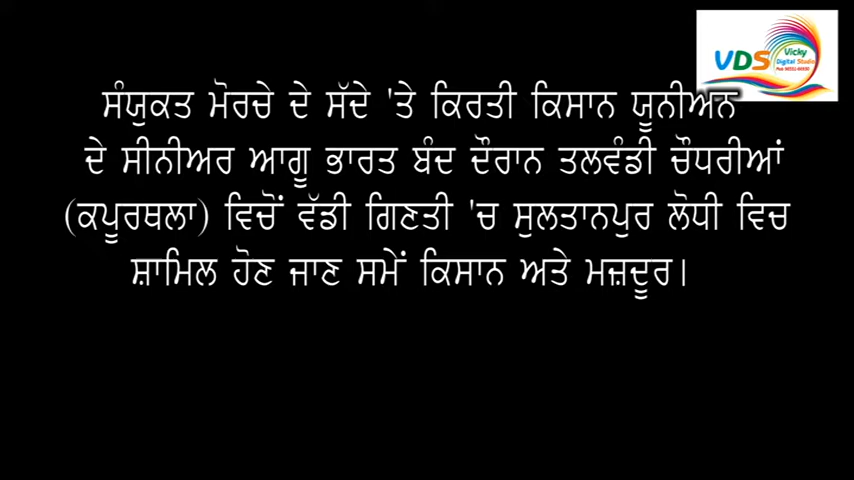 VDS Vicky
Digital Studio
ਸੰਯੁਕਤ ਮੋਰਚੇ ਦੇ ਸੱਦੇ 'ਤੇ ਕਿਰਤੀ ਕਿਸਾਨ ਯੂਨੀਅਨ
ਦੇ ਸੀਨੀਅਰ ਆਗੂ ਭਾਰਤ ਬੰਦ ਦੌਰਾਨ ਤਲਵੰਡੀ ਚੌਧਰੀਆਂ
(ਕਪੂਰਥਲਾ) ਵਿਚੋਂ ਵੱਡੀ ਗਿਣਤੀ 'ਚ ਸੁਲਤਾਨਪੁਰ ਲੋਧੀ ਵਿਚ
ਸ਼ਾਮਿਲ ਹੋਣ ਜਾਣ ਸਮੇਂ ਕਿਸਾਨ ਅਤੇ ਮਜ਼ਦੂਰ।